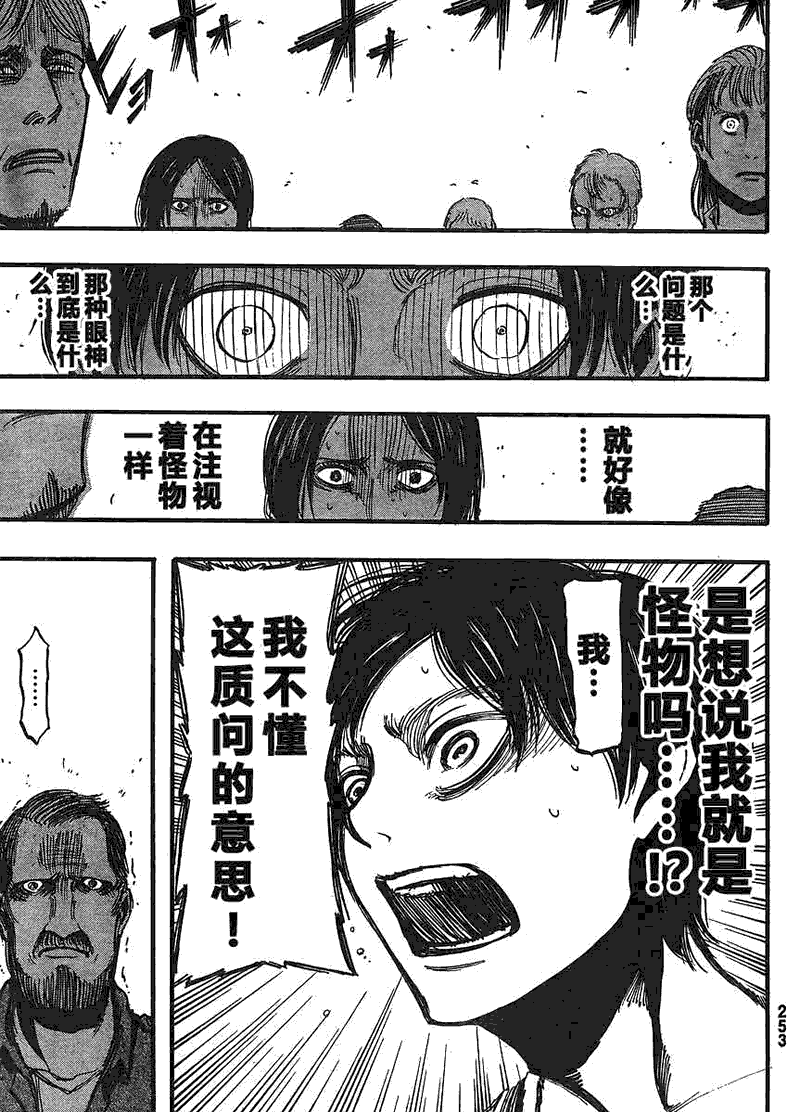 那个
问题是什
么…
那种眼神
到底是什
么…
就好像
……
在注视
着怪物
一样
是想说我就是
怪物吗……!?
我…
我不懂
这质问的意思！
……
253